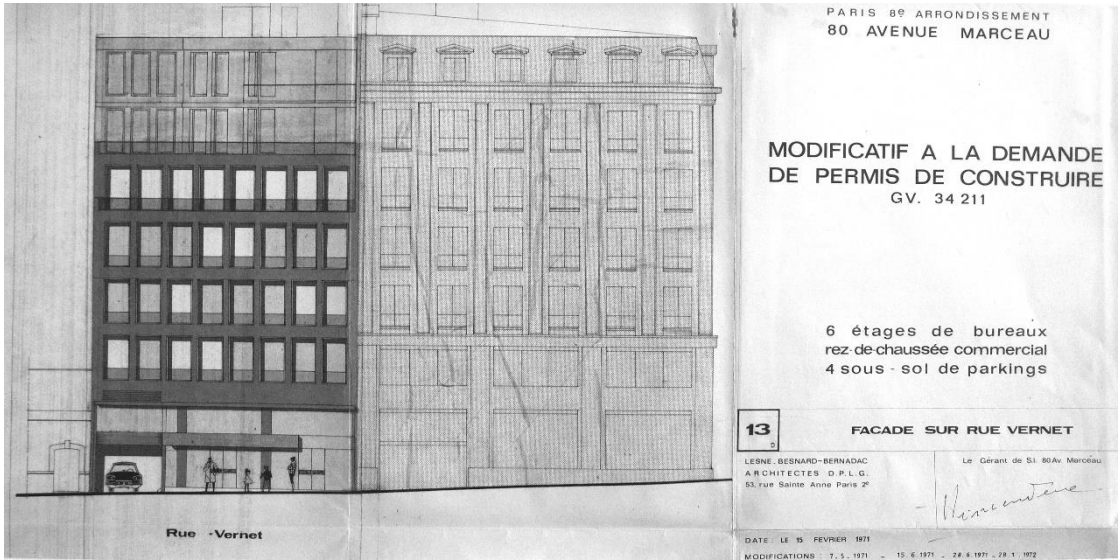 PARIS 8e ARRONDISSEMENT
80 AVENUE MARCEAU
MODIFICATIF A LA DEMANDE
DE PERMIS DE CONSTRUIRE
GV. 34 211
6 étages de bureaux
rez-de-chaussée commercial
4 sous-sol de parkings
13 D
FACADE SUR RUE VERNET
LESNE. BESNARD-BERNADAC
ARCHITECTES D.P.L.G.
53, rue Sainte Anne Paris 2e
Le Gérant de S.I. 80 Av. Marceau
Rue - Vernet
DATE: LE 15 FEVRIER 1971
MODIFICATIONS : 7.5.1971 - 15.6.1971 - 28.6.1971 - 28.1.1972